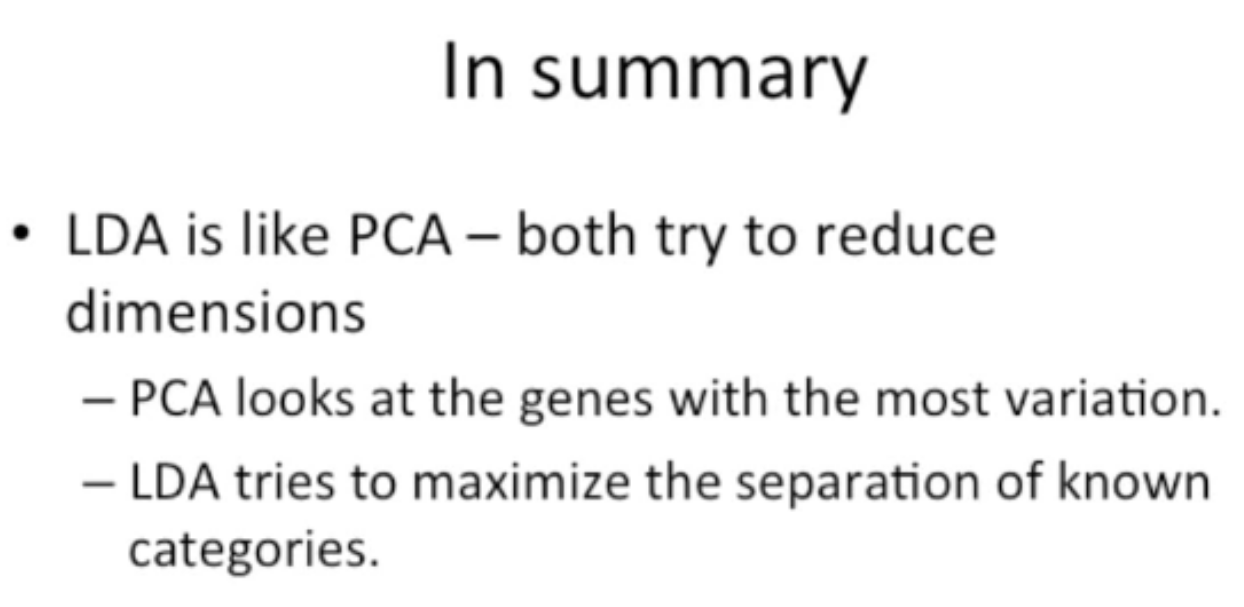 In summary
• LDA is like PCA – both try to reduce
dimensions
– PCA looks at the genes with the most variation.
– LDA tries to maximize the separation of known
categories.